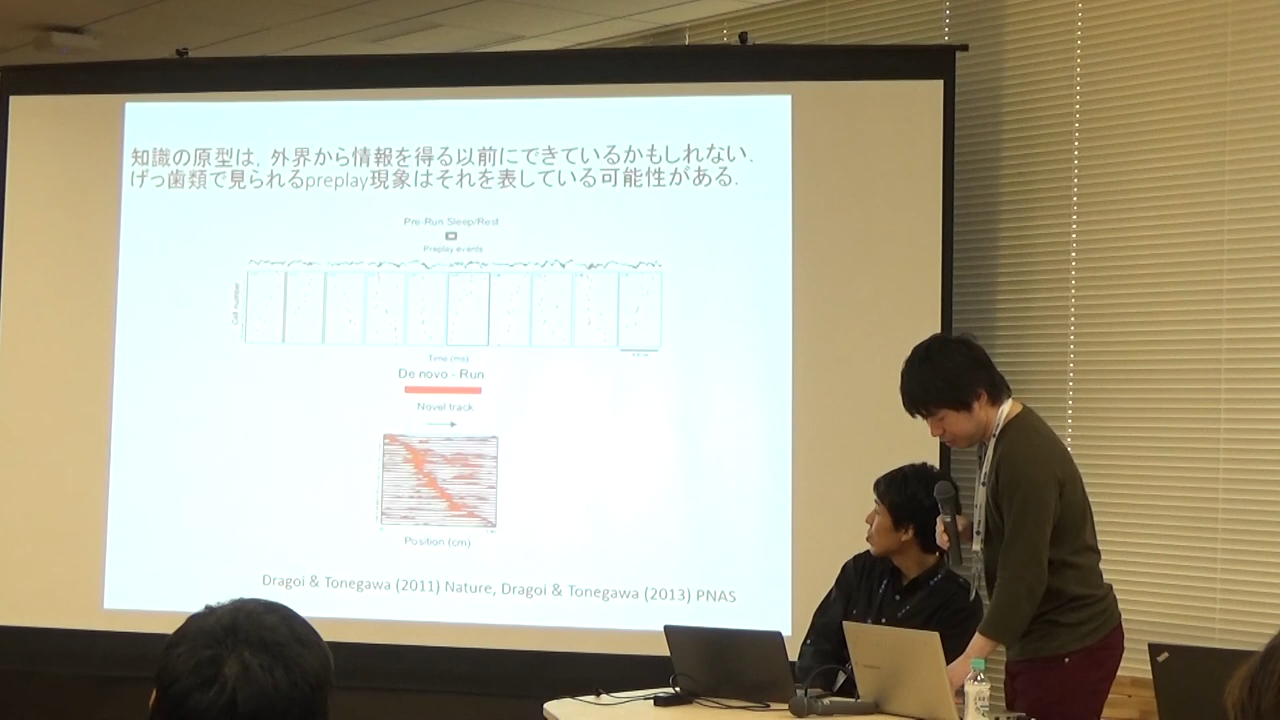 知識の原型は，外界から情報を得る以前にできているかもしれない．
げっ歯類で見られるpreplay現象はそれを表している可能性がある．
Pre-Run Sleep/Rest
Preplay events
Cell number
Time (ms)
De novo - Run
Novel track
Position (cm)
Dragoi & Tonegawa (2011) Nature, Dragoi & Tonegawa (2013) PNAS